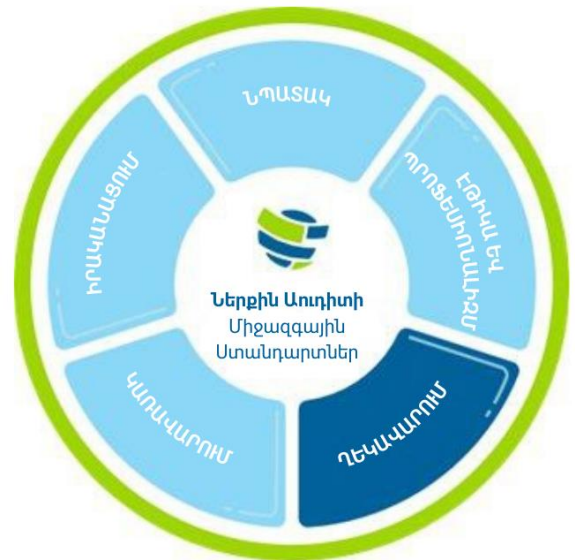 ՆՊԱՏԱԿ
ԷԹԻԿԱ ԵՎ
ՊՐՈՖԵՍԻՈՆԱԼԻԶՄ
ՂԵԿԱՎԱՐՈՒՄ
ԿԱՌԱՎԱՐՈՒՄ
ԻՐԱԿԱՆԱՑՈՒՄ
Ներքին Աուդիտի
Միջազգային
Ստանդարտներ